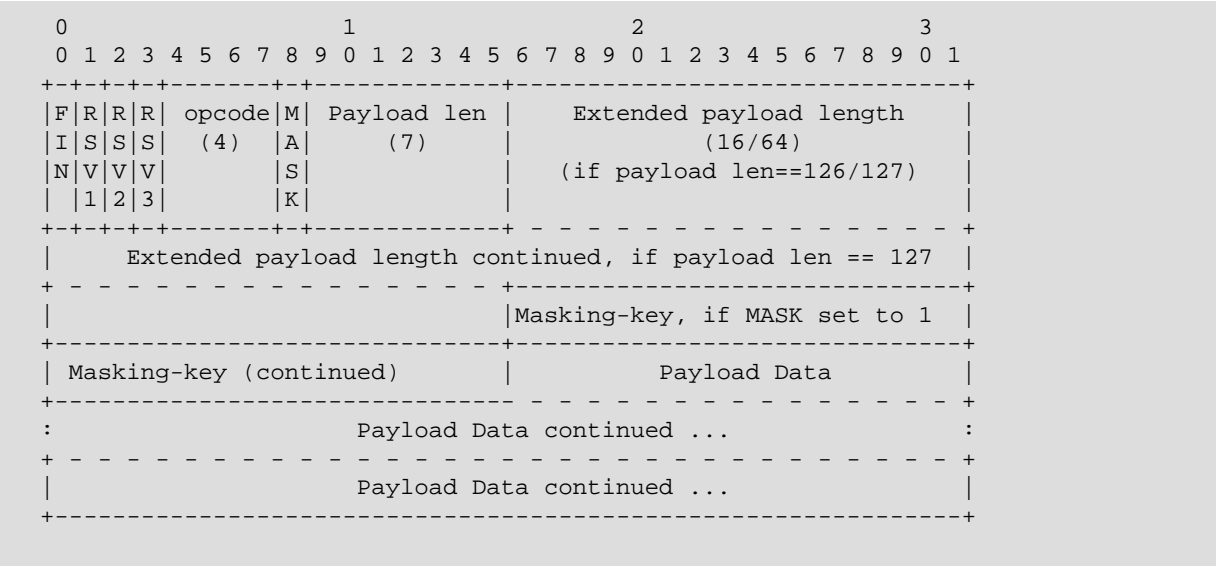 0                   1                   2                   3
 0 1 2 3 4 5 6 7 8 9 0 1 2 3 4 5 6 7 8 9 0 1 2 3 4 5 6 7 8 9 0 1
+-+-+-+-+-------+-+-------------+-------------------------------+
|F|R|R|R| opcode|M| Payload len |    Extended payload length    |
|I|S|S|S|  (4)  |A|     (7)     |             (16/64)           |
|N|V|V|V|       |S|             |   (if payload len==126/127)   |
| |1|2|3|       |K|             |                               |
+-+-+-+-+-------+-+-------------+ - - - - - - - - - - - - - - - +
|     Extended payload length continued, if payload len == 127  |
+ - - - - - - - - - - - - - - - +-------------------------------+
|                               |Masking-key, if MASK set to 1  |
+-------------------------------+-------------------------------+
| Masking-key (continued)       |          Payload Data         |
+-------------------------------- - - - - - - - - - - - - - - - +
:                     Payload Data continued ...                :
+ - - - - - - - - - - - - - - - - - - - - - - - - - - - - - - - +
|                     Payload Data continued ...                |
+---------------------------------------------------------------+